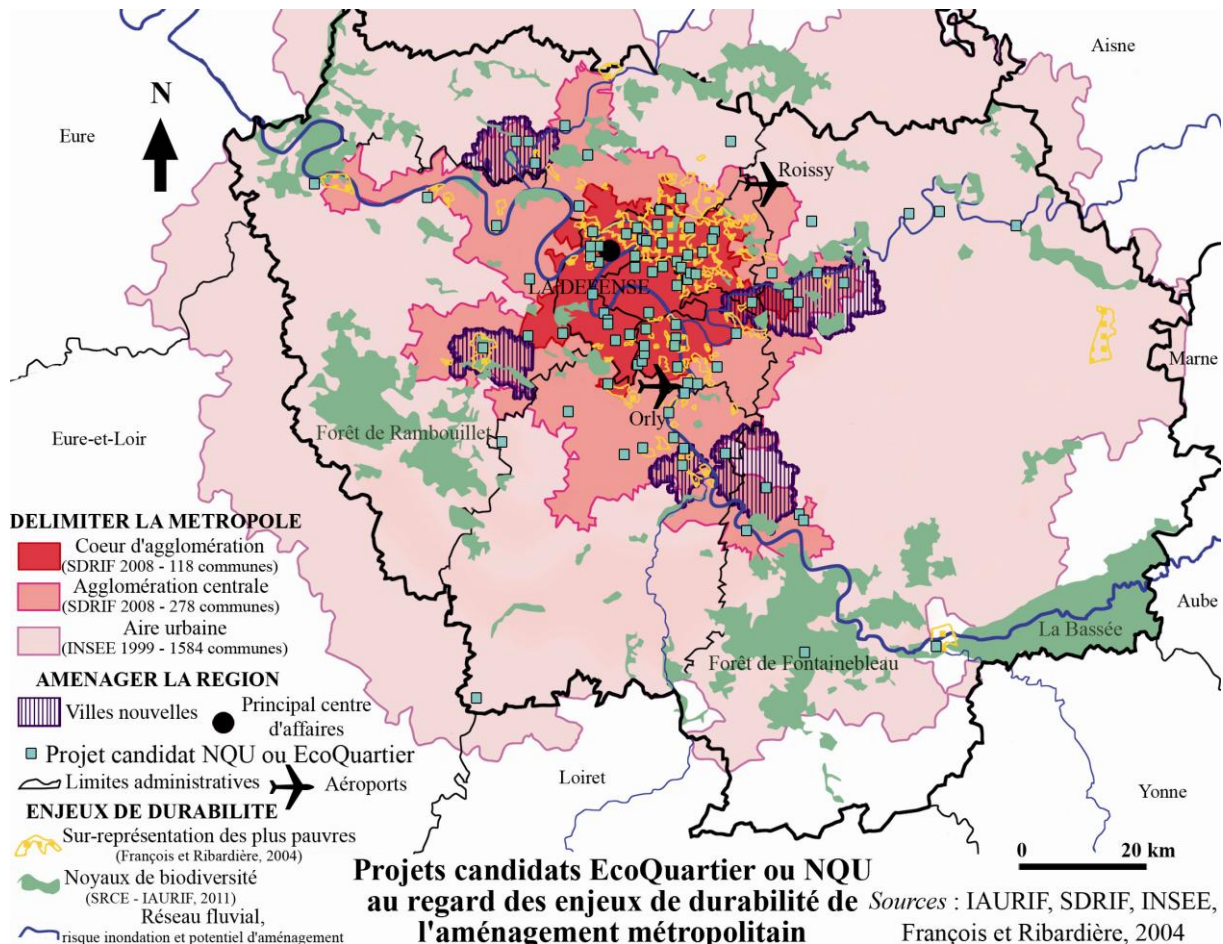 Aisne
N
Eure
Roissy
LA DEFENSE
Marne
Orly
Eure-et-Loir
Forêt de Rambouillet
DELIMITER LA METROPOLE
Coeur d'agglomération
(SDRIF 2008 - 118 communes)
Agglomération centrale
(SDRIF 2008 - 278 communes)
Aire urbaine
(INSEE 1999 - 1584 communes)
Aube
La Bassée
Forêt de Fontainebleau
AMENAGER LA REGION
Villes nouvelles
Principal centre
d'affaires
Projet candidat NQU ou EcoQuartier
Limites administratives
Aéroports
Loiret
Yonne
ENJEUX DE DURABILITE
Sur-représentation des plus pauvres
(François et Ribardière, 2004)
Noyaux de biodiversité
(SRCE - IAURIF, 2011)
Réseau fluvial,
risque inondation et potentiel d'aménagement
0 20 km
Projets candidats EcoQuartier ou NQU
au regard des enjeux de durabilité de
l'aménagement métropolitain
Sources : IAURIF, SDRIF, INSEE,
François et Ribardière, 2004